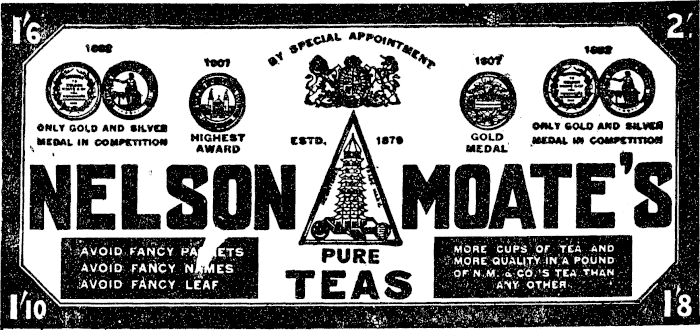 1'6
2'
BY SPECIAL APPOINTMENT
1882
1907
1907
1882
ONLY GOLD AND SILVER
MEDAL IN COMPETITION
HIGHEST
AWARD
ESTD. 1879
GOLD
MEDAL
ONLY GOLD AND SILVER
MEDAL IN COMPETITION
NELSON MOATE'S
PURE
TEAS
AVOID FANCY PACKETS
AVOID FANCY NAMES
AVOID FANCY LEAF
MORE CUPS OF TEA AND
MORE QUALITY IN A POUND
OF N.M. & CO.'S TEA THAN
ANY OTHER
1'10
1'8